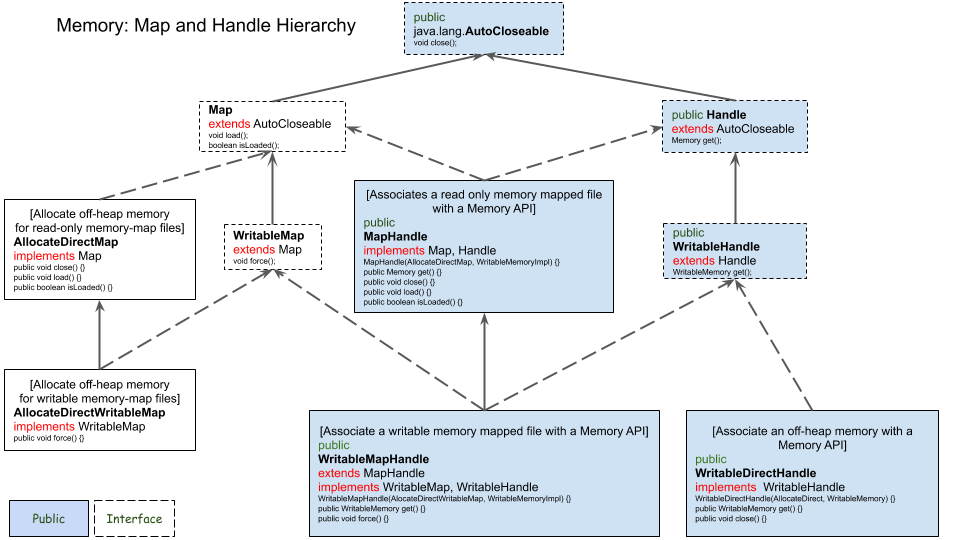 Memory: Map and Handle Hierarchy
public
java.lang.AutoCloseable
void close();
Map
extends AutoCloseable
void load();
boolean isLoaded();
public Handle
extends AutoCloseable
Memory get();
[Allocate off-heap memory
for read-only memory-map files]
AllocateDirectMap
implements Map
public void close() {}
public void load() {}
public boolean isLoaded() {}
WritableMap
extends Map
void force();
[Associates a read only memory mapped file
with a Memory API]
public
MapHandle
implements Map, Handle
MapHandle(AllocateDirectMap, WritableMemoryImpl) {}
public Memory get() {}
public void close() {}
public void load() {}
public boolean isLoaded() {}
public
WritableHandle
extends Handle
WritableMemory get();
[Allocate off-heap memory
for writable memory-map files]
AllocateDirectWritableMap
implements WritableMap
public void force() {}
[Associate a writable memory mapped file with a Memory API]
public
WritableMapHandle
extends MapHandle
implements WritableMap, WritableHandle
WritableMapHandle(AlocateDirectWritableMap, WritableMemoryImpl) {}
public WritableMemory get() {}
public void force() {}
[Associate an off-heap memory with a
Memory API]
public
WritableDirectHandle
implements WritableHandle
WritableDirectHandle(AllocateDirect, WritableMemory) {}
public WritableMemory get() {}
public void close() {}
Public
Interface